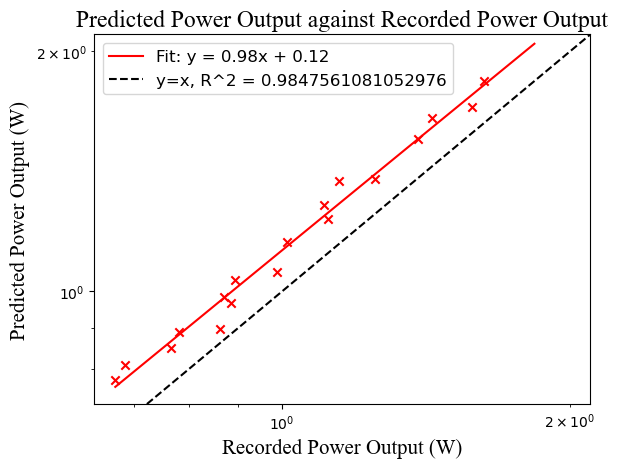 Predicted Power Output against Recorded Power Output
Fit: y = 0.98x + 0.12
y=x, R^2 = 0.9847561081052976
2 × 10⁰
10⁰
Predicted Power Output (W)
10⁰
2 × 10⁰
Recorded Power Output (W)